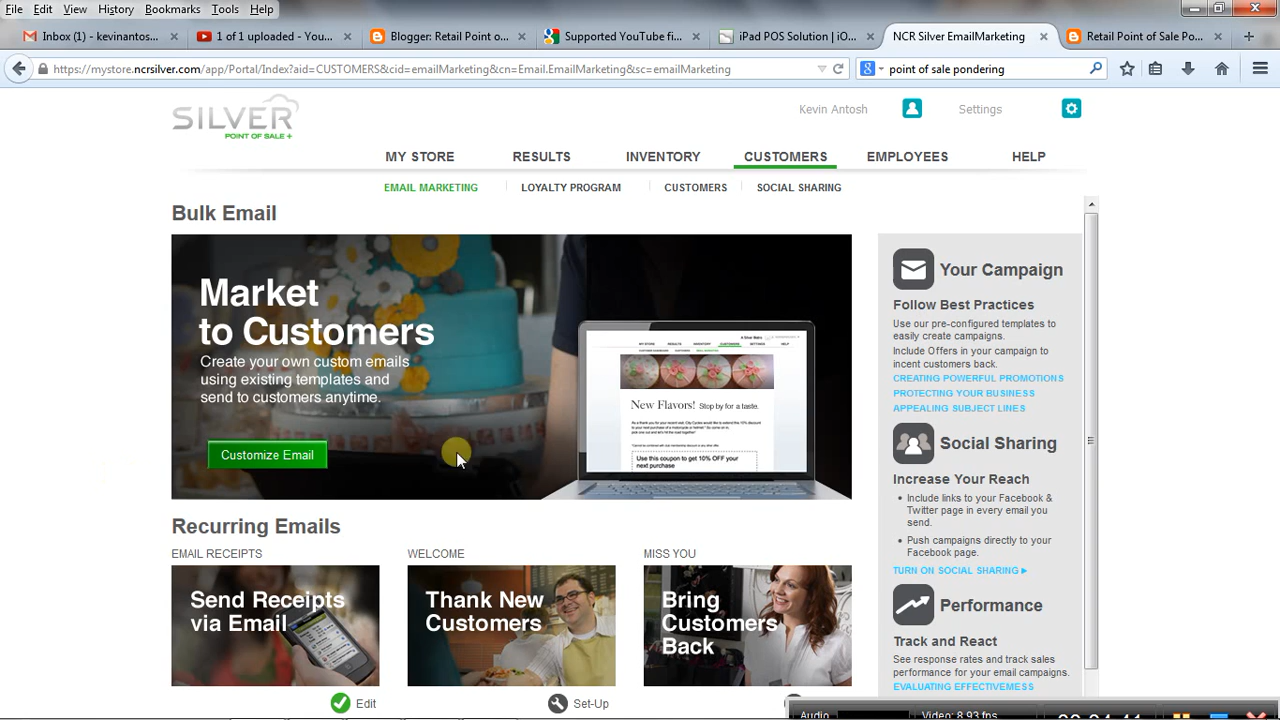 File Edit View History Bookmarks Tools Help
Inbox (1) - kevinantos... × 1 of 1 uploaded - You... × Blogger: Retail Point o... × Supported YouTube fi... × iPad POS Solution | iO... × NCR Silver EmailMarketing × Retail Point of Sale Po... × +
https://mystore.ncrsilver.com/app/Portal/Index?aid=CUSTOMERS&cid=emailMarketing&cn=Email.EmailMarketing&sc=emailMarketing
point of sale pondering
SILVER
POINT OF SALE +
Kevin Antosh
Settings
MY STORE RESULTS INVENTORY CUSTOMERS EMPLOYEES HELP
EMAIL MARKETING LOYALTY PROGRAM CUSTOMERS SOCIAL SHARING
Bulk Email
Market
to Customers
Create your own custom emails
using existing templates and
send to customers anytime.
Customize Email
MY STORE RESULTS INVENTORY CUSTOMERS SETTINGS HELP
New Flavors! Stop by for a taste.
Use this coupon to get 10% OFF your
next purchase
Recurring Emails
EMAIL RECEIPTS
Send Receipts
via Email
Edit
WELCOME
Thank New
Customers
Set-Up
MISS YOU
Bring
Customers
Back
Your Campaign
Follow Best Practices
Use our pre-configured templates to
easily create campaigns.
Include Offers in your campaign to
incent customers back.
CREATING POWERFUL PROMOTIONS
PROTECTING YOUR BUSINESS
APPEALING SUBJECT LINES
Social Sharing
Increase Your Reach
• Include links to your Facebook &
Twitter page in every email you
send.
• Push campaigns directly to your
Facebook page.
TURN ON SOCIAL SHARING ▸
Performance
Track and React
See response rates and track sales
performance for your email campaigns.
EVALUATING EFFECTIVENESS
Audio
Video: 8.93 fps